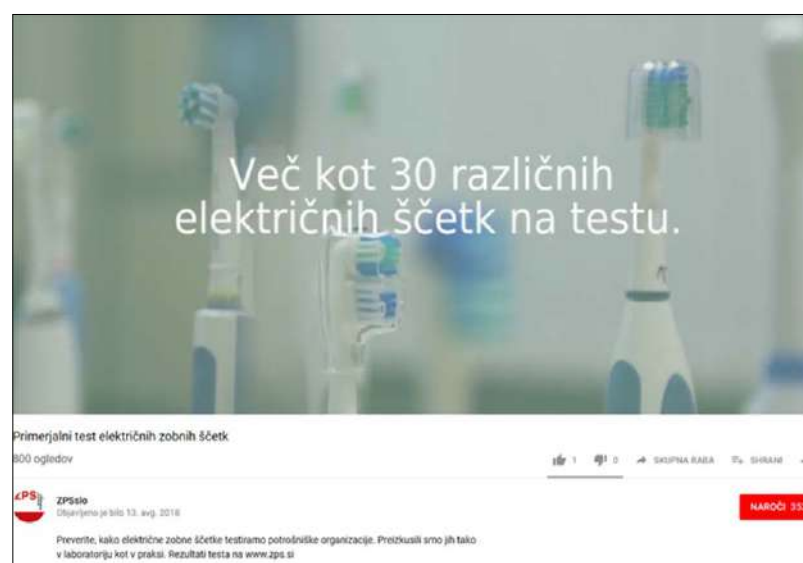 Več kot 30 različnih
električnih ščetk na testu.
Primerjalni test električnih zobnih ščetk
800 ogledov
1
0
SKUPNA RABA
SHRANI
ZPS
ZPSslo
Objavljeno je bilo 13. avg. 2018
NAROČI
Preverite, kako električne zobne ščetke testiramo potrošniške organizacije. Preizkusili smo jih tako
v laboratoriju kot v praksi. Rezultati testa na www.zps.si